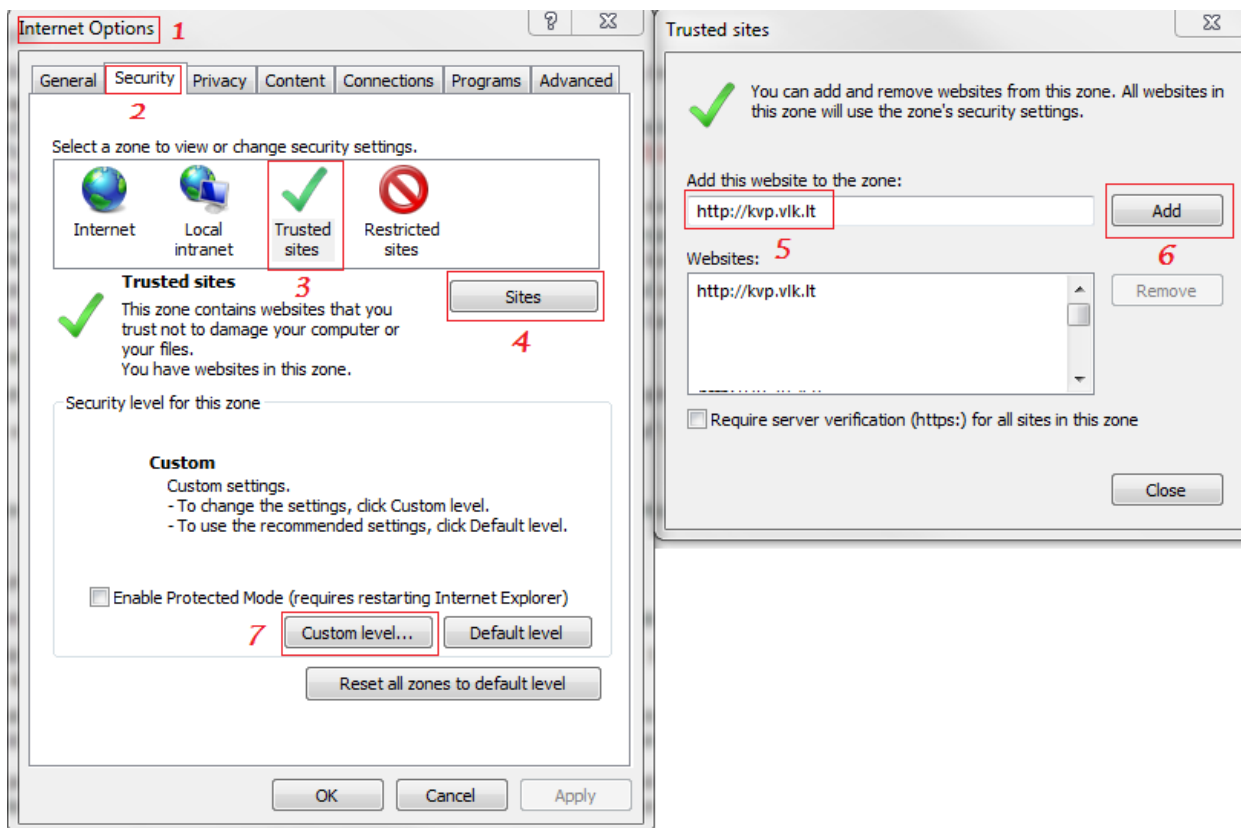 Internet Options 1
General Security Privacy Content Connections Programs Advanced
2
Select a zone to view or change security settings.
Internet
Local
intranet
Trusted
sites
Restricted
sites
3
Trusted sites
This zone contains websites that you
trust not to damage your computer or
your files.
You have websites in this zone.
Sites
4
Security level for this zone
Custom
Custom settings.
- To change the settings, click Custom level.
- To use the recommended settings, click Default level.
Enable Protected Mode (requires restarting Internet Explorer)
7 Custom level... Default level
Reset all zones to default level
OK Cancel Apply
Trusted sites
You can add and remove websites from this zone. All websites in
this zone will use the zone's security settings.
Add this website to the zone:
http://kvp.vlk.lt Add
5
6
Websites:
http://kvp.vlk.lt Remove
Require server verification (https:) for all sites in this zone
Close